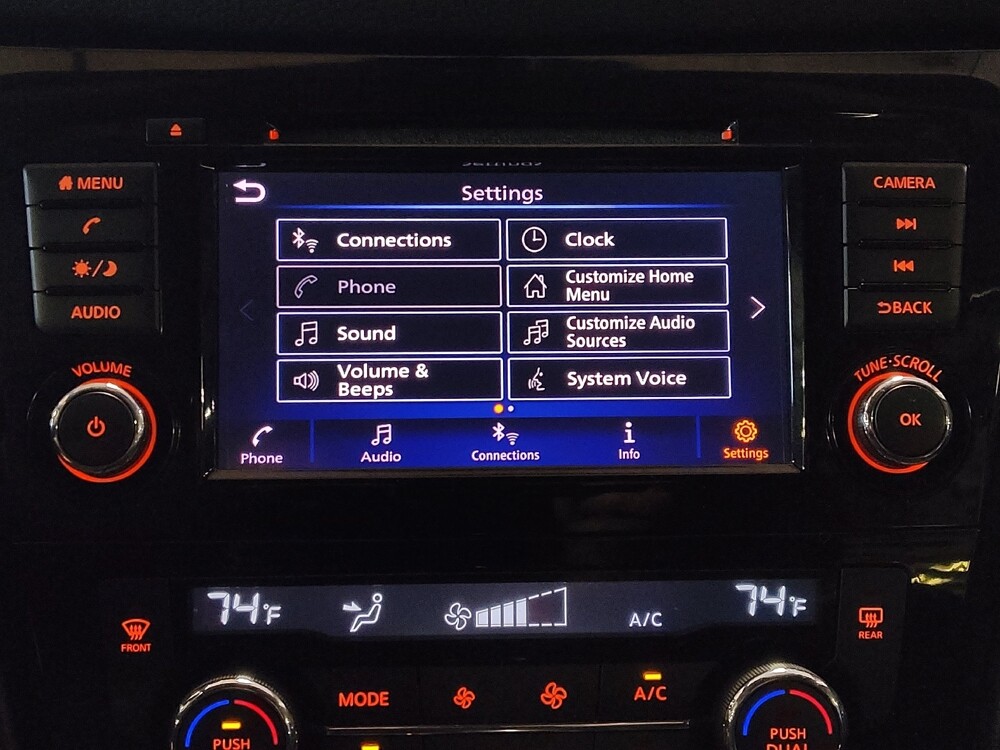 MENU
AUDIO
VOLUME
Settings
Connections
Clock
Phone
Customize Home
Menu
Sound
Customize Audio
Sources
Volume &
Beeps
System Voice
Phone
Audio
Connections
i
Info
Settings
CAMERA
BACK
TUNE·SCROLL
OK
74°F
A/C
74°F
FRONT
REAR
MODE
A/C
PUSH
PUSH
DUAL